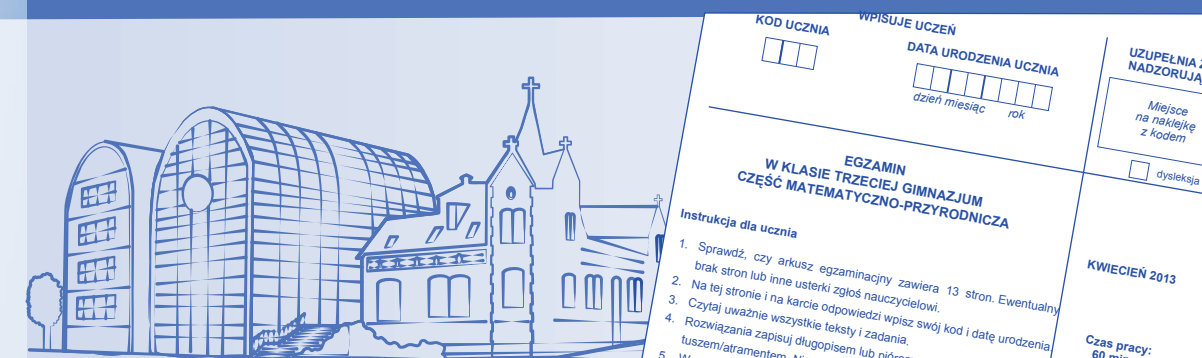 WPISUJE UCZEŃ
KOD UCZNIA
DATA URODZENIA UCZNIA
dzień miesiąc rok
UZUPEŁNIA
NADZORUJĄ
Miejsce
na naklejkę
z kodem
dysleksja
EGZAMIN
W KLASIE TRZECIEJ GIMNAZJUM
CZĘŚĆ MATEMATYCZNO-PRZYRODNICZA
Instrukcja dla ucznia
1. Sprawdź, czy arkusz egzaminacyjny zawiera 13 stron. Ewentualny
brak stron lub inne usterki zgłoś nauczycielowi.
2. Na tej stronie i na karcie odpowiedzi wpisz swój kod i datę urodzenia.
3. Czytaj uważnie wszystkie teksty i zadania.
4. Rozwiązania zapisuj długopisem lub
tuszem/atramentem.
5.
KWIECIEŃ 2013
Czas pracy:
60